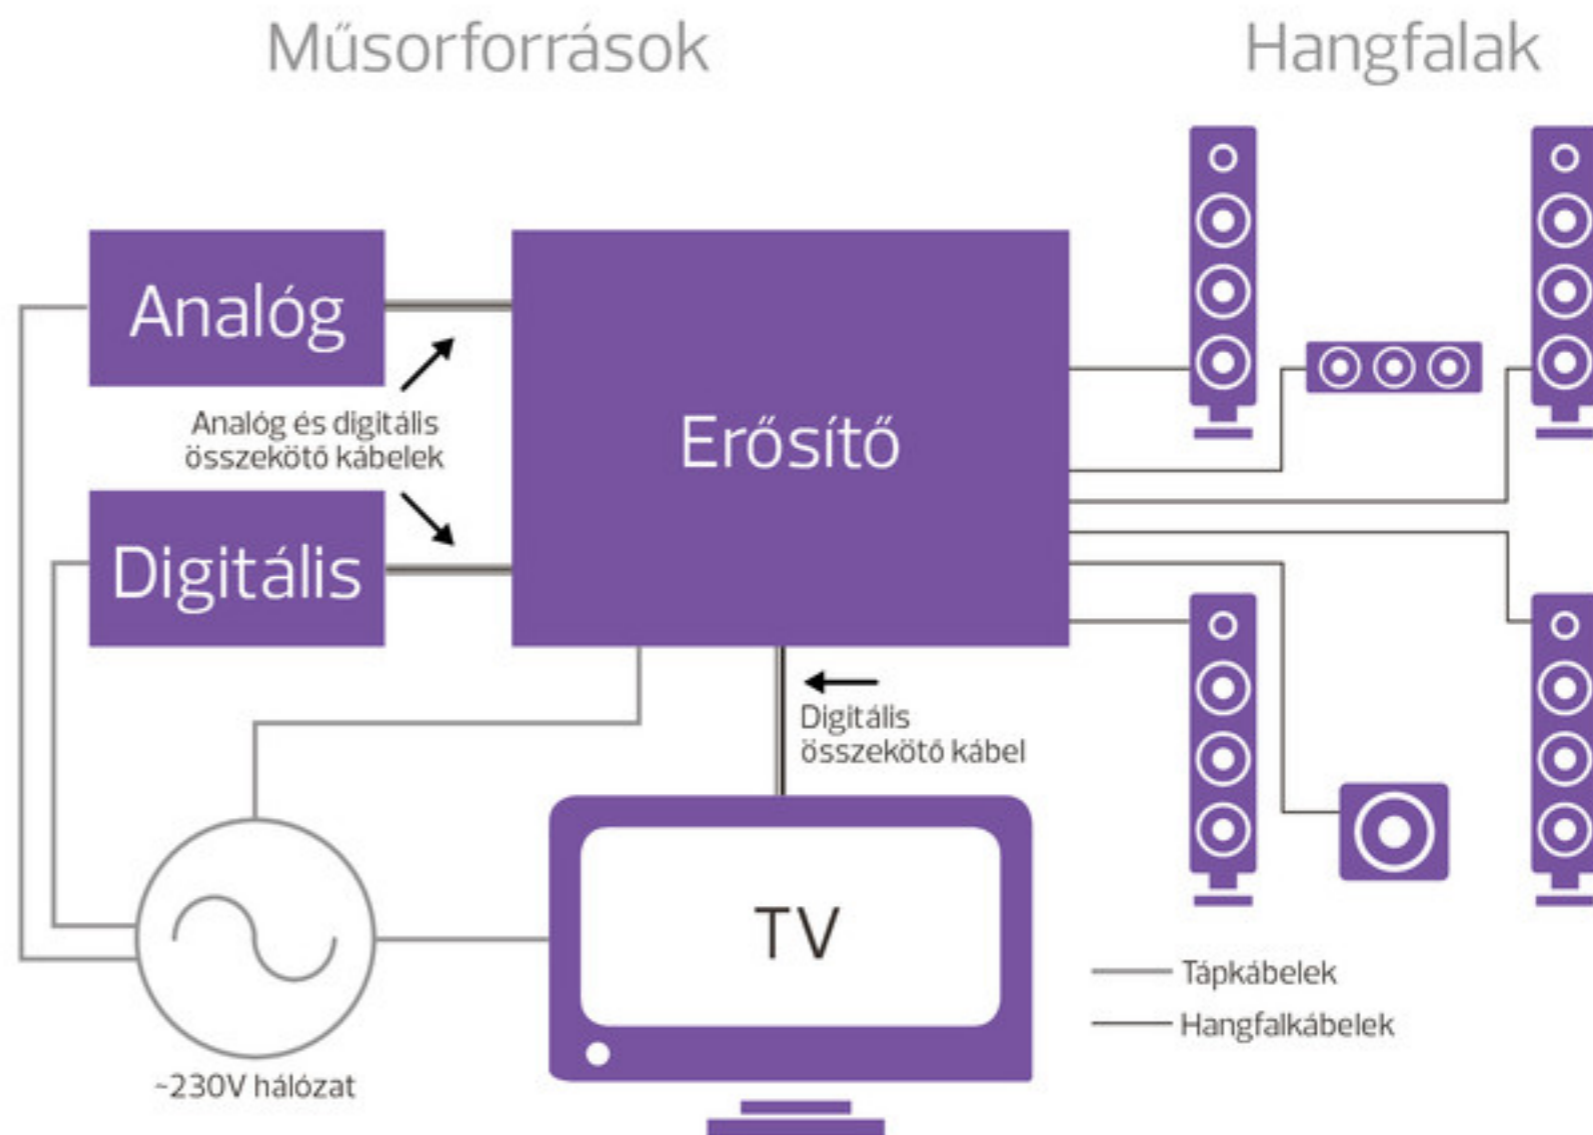 Műsorforrások
Hangfalak
Analóg
Analóg és digitális
összekötő kábelek
Erősítő
Digitális
Digitális
összekötő kábel
TV
Tápkábelek
Hangfalkábelek
~230V hálózat